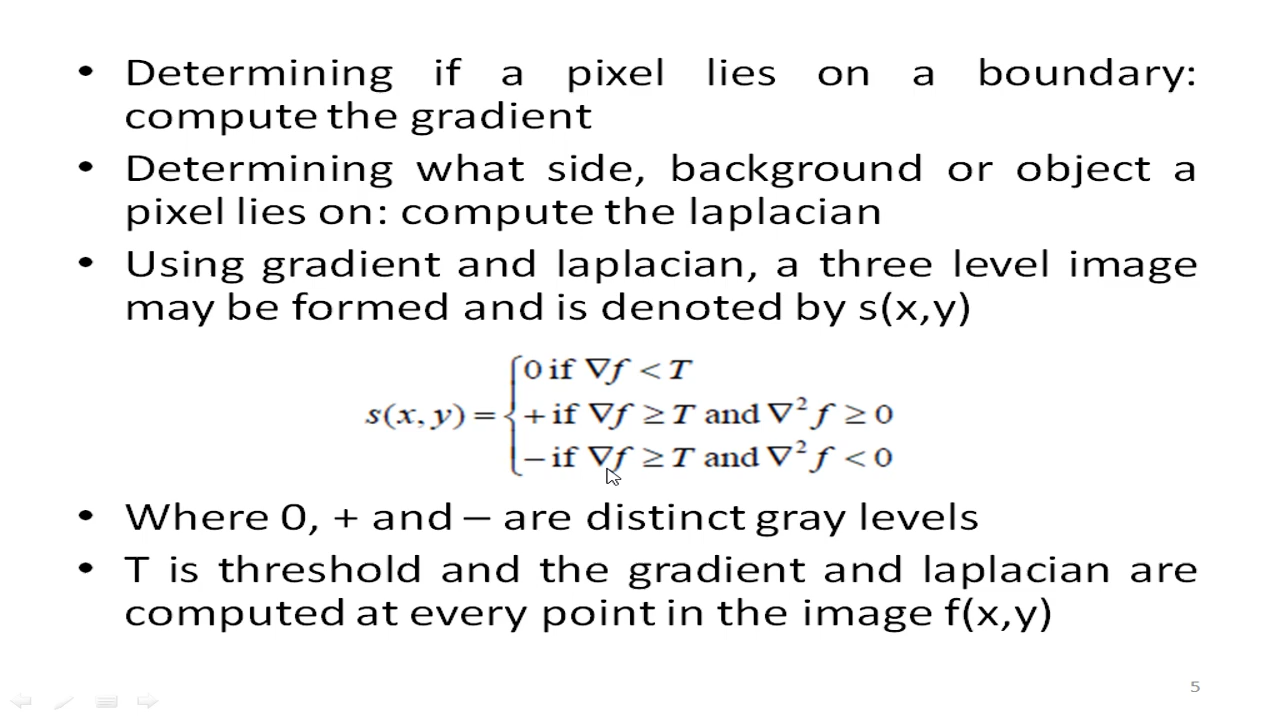 • Determining if a pixel lies on a boundary:
compute the gradient
• Determining what side, background or object a
pixel lies on: compute the laplacian
• Using gradient and laplacian, a three level image
may be formed and is denoted by s(x,y)
s(x, y) = { 0 if ∇f < T
+ if ∇f ≥ T and ∇² f ≥ 0
– if ∇f ≥ T and ∇² f < 0
• Where 0, + and – are distinct gray levels
• T is threshold and the gradient and laplacian are
computed at every point in the image f(x,y)
5